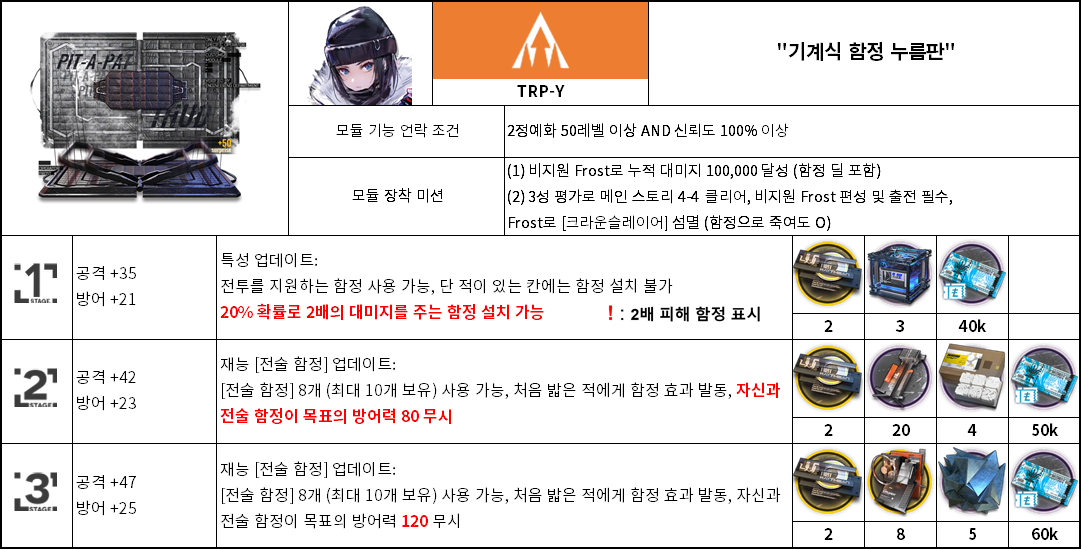 PIT-A-PAT
THUD
+50
TRP-Y
"기계식 함정 누름판"
모듈 기능 언락 조건
2정예화 50레벨 이상 AND 신뢰도 100% 이상
모듈 장착 미션
(1) 비지원 Frost로 누적 대미지 100,000 달성 (함정 딜 포함)
(2) 3성 평가로 메인 스토리 4-4 클리어, 비지원 Frost 편성 및 출전 필수,
Frost로 [크라운슬레이어] 섬멸 (함정으로 죽여도 O)
1
STAGE.
공격 +35
방어 +21
특성 업데이트:
전투를 지원하는 함정 사용 가능, 단 적이 있는 칸에는 함정 설치 불가
20% 확률로 2배의 대미지를 주는 함정 설치 가능 ! : 2배 피해 함정 표시
2 3 40k
2
STAGE.
공격 +42
방어 +23
재능 [전술 함정] 업데이트:
[전술 함정] 8개 (최대 10개 보유) 사용 가능, 처음 밟은 적에게 함정 효과 발동, 자신과
전술 함정이 목표의 방어력 80 무시
2 20 4 50k
3
STAGE.
공격 +47
방어 +25
재능 [전술 함정] 업데이트:
[전술 함정] 8개 (최대 10개 보유) 사용 가능, 처음 밟은 적에게 함정 효과 발동, 자신과
전술 함정이 목표의 방어력 120 무시
2 8 5 60k